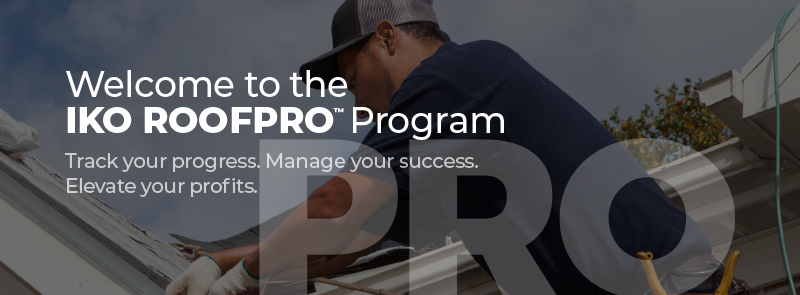 Welcome to the
IKO ROOFPRO™ Program
Track your progress. Manage your success.
Elevate your profits.
PRO